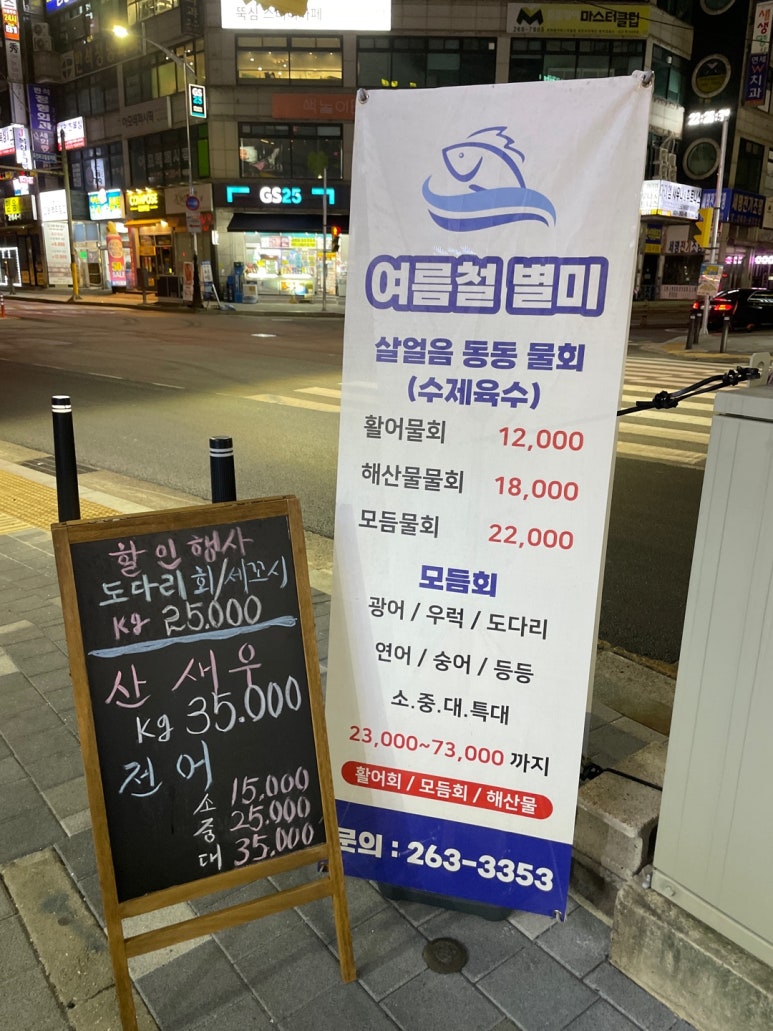 마스터클럽
GS25
GS
25
COMPOSE
여름철 별미
살얼음 동동 물회
(수제육수)
활어물회 12,000
해산물물회 18,000
모듬물회 22,000
모듬회
광어 / 우럭 / 도다리
연어 / 숭어 / 등등
소.중.대.특대
23,000~73,000 까지
활어회 / 모듬회 / 해산물
문의 : 263-3353
할인행사
도다리회/세꼬시
kg 25.000
산 새우
kg 35.000
전어
소 15,000
중 25,000
대 35,000